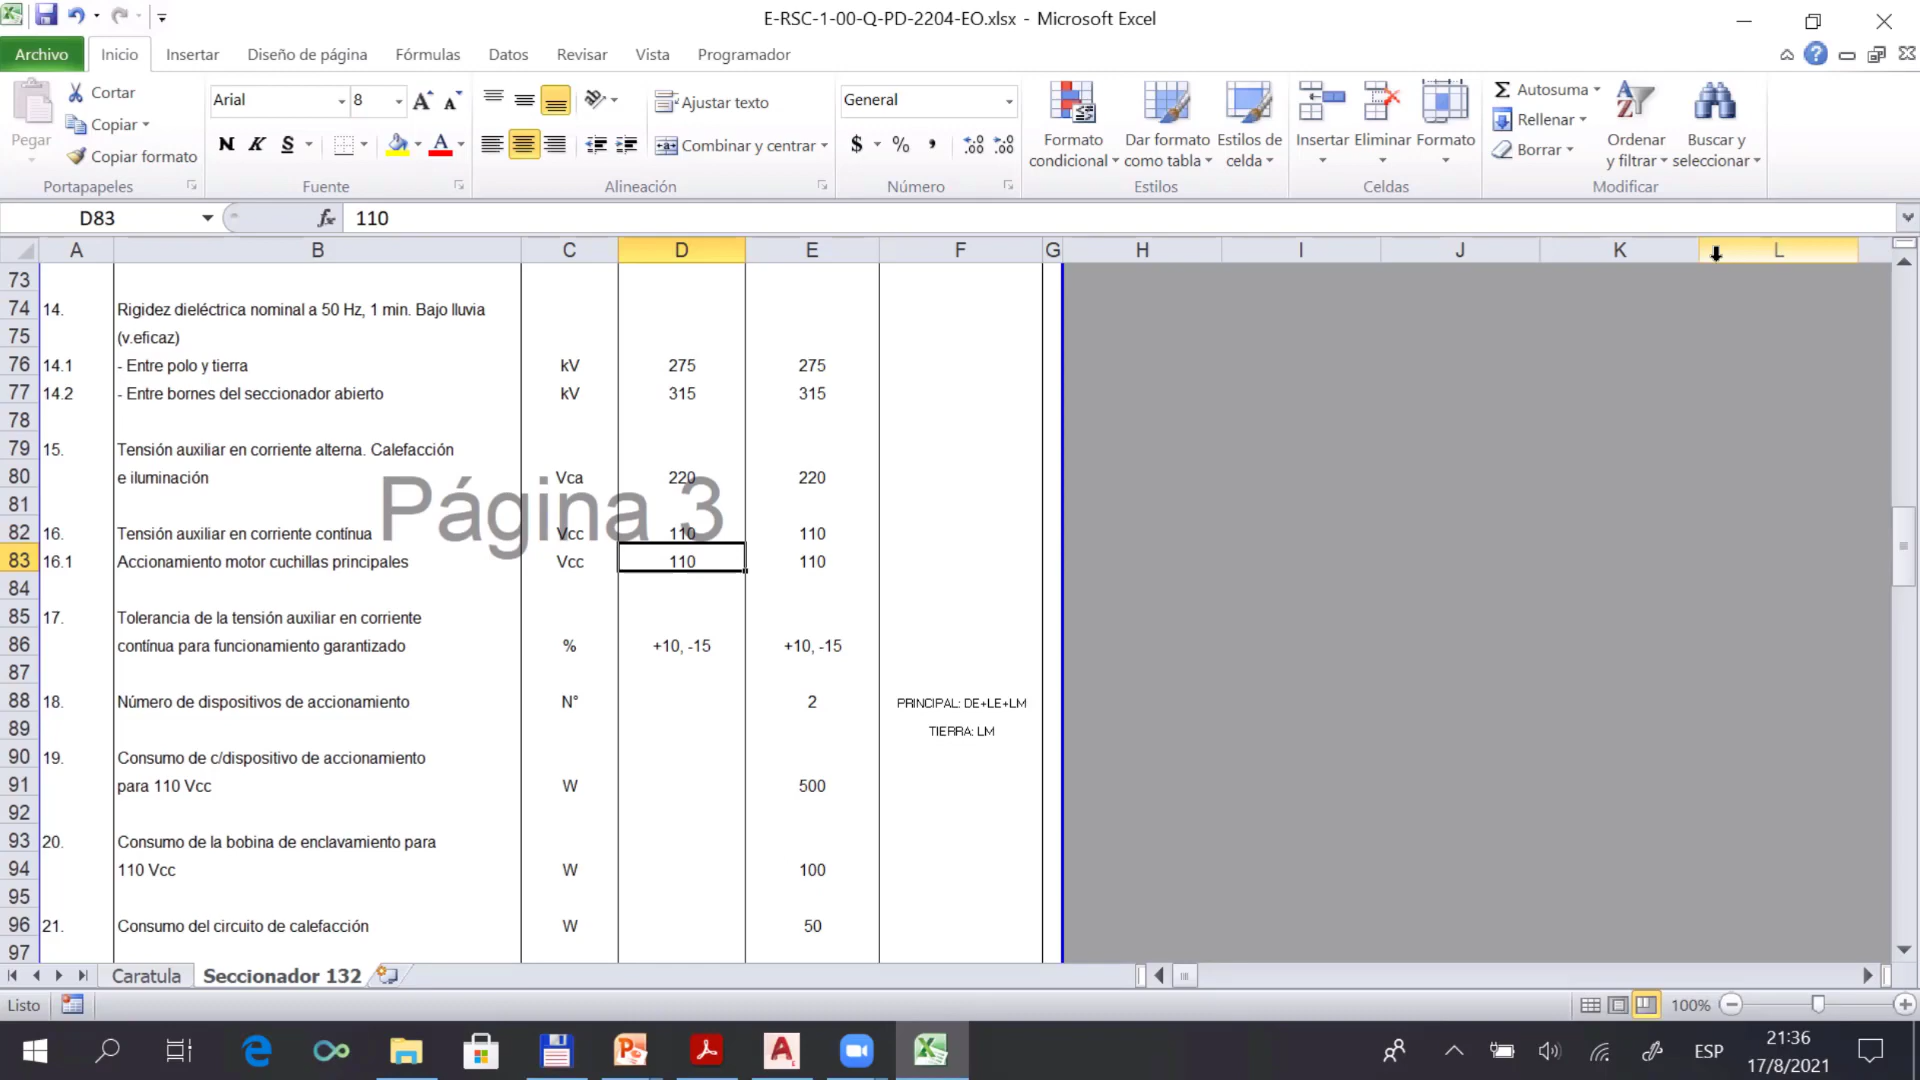 E-RSC-1-00-Q-PD-2204-EO.xlsx - Microsoft Excel
Archivo Inicio Insertar Diseño de página Fórmulas Datos Revisar Vista Programador
Pegar Cortar
Copiar
Copiar formato
Portapapeles
Arial 8
N K S
Fuente
Ajustar texto
Combinar y centrar
Alineación
General
$ %
Número
Formato condicional
Dar formato como tabla
Estilos de celda
Estilos
Insertar Eliminar Formato
Celdas
Autosuma
Rellenar
Borrar
Ordenar y filtrar
Buscar y seleccionar
Modificar
D83 fx 110
A B C D E F G H I J K L
73
74 14. Rigidez dieléctrica nominal a 50 Hz, 1 min. Bajo lluvia
75 (v.eficaz)
76 14.1 - Entre polo y tierra kV 275 275
77 14.2 - Entre bornes del seccionador abierto kV 315 315
78
79 15. Tensión auxiliar en corriente alterna. Calefacción
80 e iluminación Vca 220 220
81
Página 3
82 16. Tensión auxiliar en corriente contínua Vcc 110 110
83 16.1 Accionamiento motor cuchillas principales Vcc 110 110
84
85 17. Tolerancia de la tensión auxiliar en corriente
86 contínua para funcionamiento garantizado % +10, -15 +10, -15
87
88 18. Número de dispositivos de accionamiento N° 2 PRINCIPAL: DE+LE+LM
89 TIERRA: LM
90 19. Consumo de c/dispositivo de accionamiento
91 para 110 Vcc W 500
92
93 20. Consumo de la bobina de enclavamiento para
94 110 Vcc W 100
95
96 21. Consumo del circuito de calefacción W 50
97
Caratula Seccionador 132
Listo 100%
ESP 21:36
17/8/2021